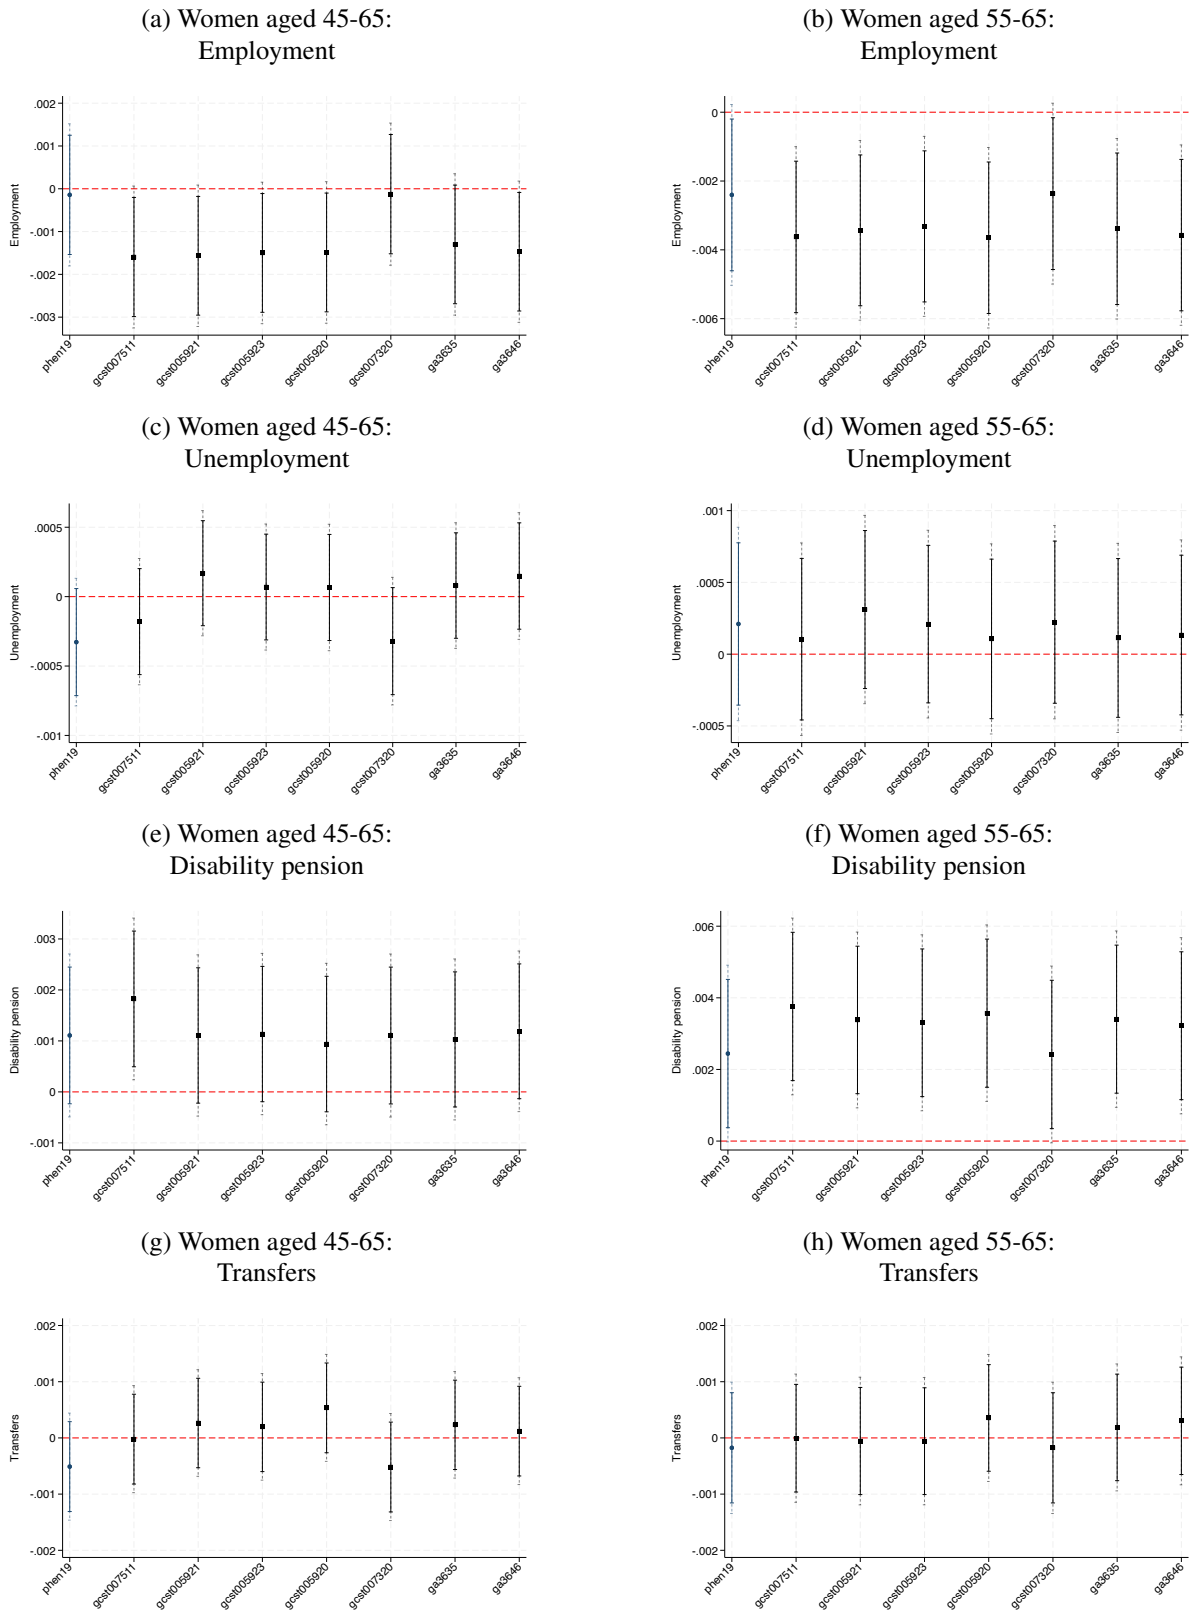 (a) Women aged 45-65:
Employment
.002
.001
0
-.001
-.002
-.003
Employment
phen19
gcst007511
gcst005921
gcst005923
gcst005920
gcst007320
ga3635
ga3646
(b) Women aged 55-65:
Employment
0
-.002
-.004
-.006
Employment
phen19
gcst007511
gcst005921
gcst005923
gcst005920
gcst007320
ga3635
ga3646
(c) Women aged 45-65:
Unemployment
.0005
0
-.0005
-.001
Unemployment
phen19
gcst007511
gcst005921
gcst005923
gcst005920
gcst007320
ga3635
ga3646
(d) Women aged 55-65:
Unemployment
.001
.0005
0
-.0005
Unemployment
phen19
gcst007511
gcst005921
gcst005923
gcst005920
gcst007320
ga3635
ga3646
(e) Women aged 45-65:
Disability pension
.003
.002
.001
0
-.001
Disability pension
phen19
gcst007511
gcst005921
gcst005923
gcst005920
gcst007320
ga3635
ga3646
(f) Women aged 55-65:
Disability pension
.006
.004
.002
0
Disability pension
phen19
gcst007511
gcst005921
gcst005923
gcst005920
gcst007320
ga3635
ga3646
(g) Women aged 45-65:
Transfers
.002
.001
0
-.001
-.002
Transfers
phen19
gcst007511
gcst005921
gcst005923
gcst005920
gcst007320
ga3635
ga3646
(h) Women aged 55-65:
Transfers
.002
.001
0
-.001
-.002
Transfers
phen19
gcst007511
gcst005921
gcst005923
gcst005920
gcst007320
ga3635
ga3646